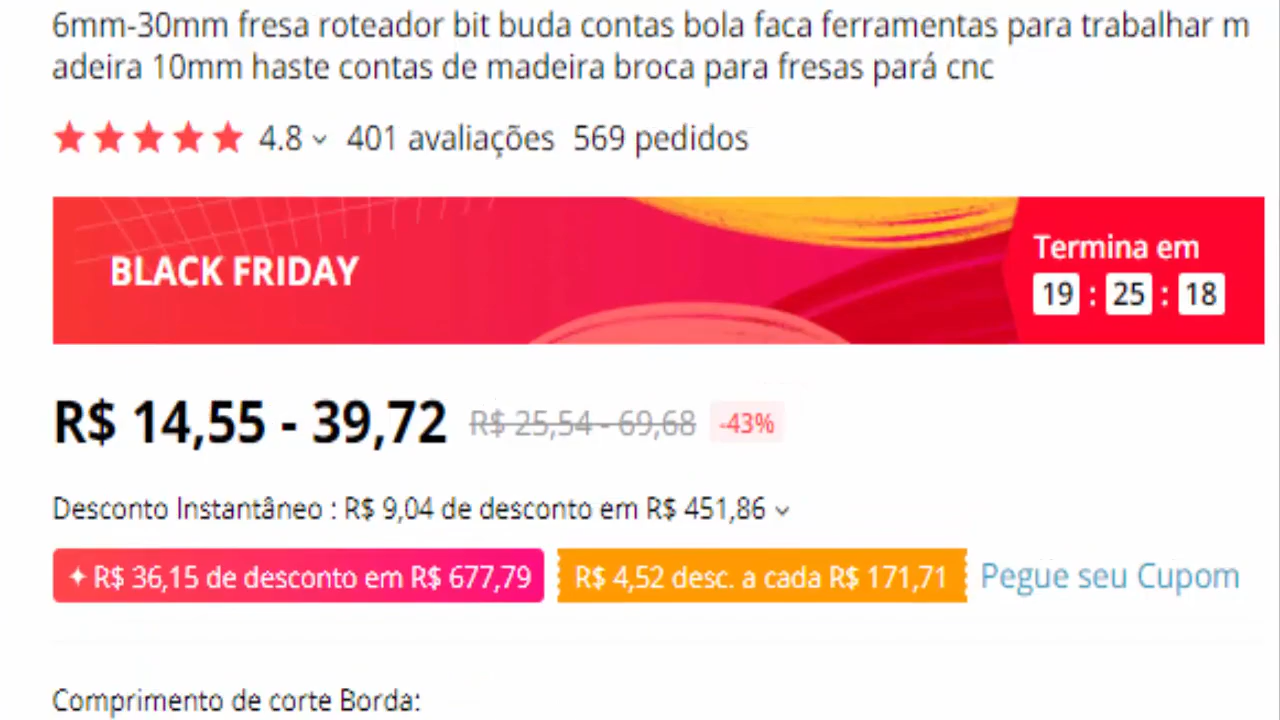 6mm-30mm fresa roteador bit buda contas bola faca ferramentas para trabalhar m
adeira 10mm haste contas de madeira broca para fresas pará cnc
4.8 401 avaliações 569 pedidos
BLACK FRIDAY
Termina em
19 : 25 : 18
R$ 14,55 - 39,72 R$ 25,54 - 69,68 -43%
Desconto Instantâneo : R$ 9,04 de desconto em R$ 451,86
R$ 36,15 de desconto em R$ 677,79 R$ 4,52 desc. a cada R$ 171,71 Pegue seu Cupom
Comprimento de corte Borda: